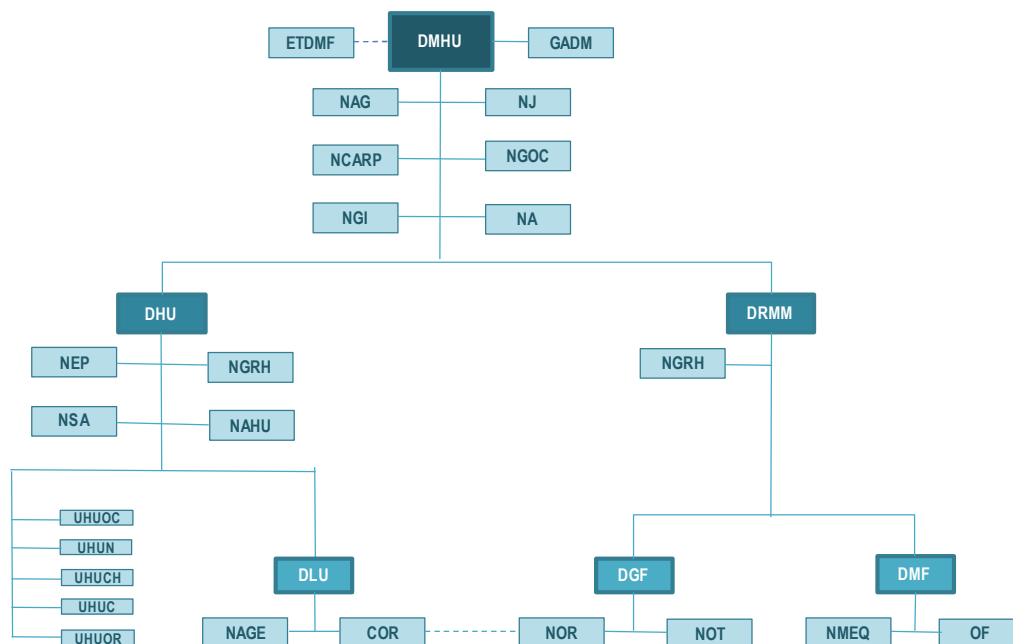 ETDMF
DMHU
GADM
NAG
NJ
NCARP
NGOC
NGI
NA
DHU
DRMM
NEP
NGRH
NGRH
NSA
NAHU
UHUOC
UHUN
UHUCH
UHUC
UHUOR
DLU
DGF
DMF
NAGE
COR
NOR
NOT
NMEQ
OF